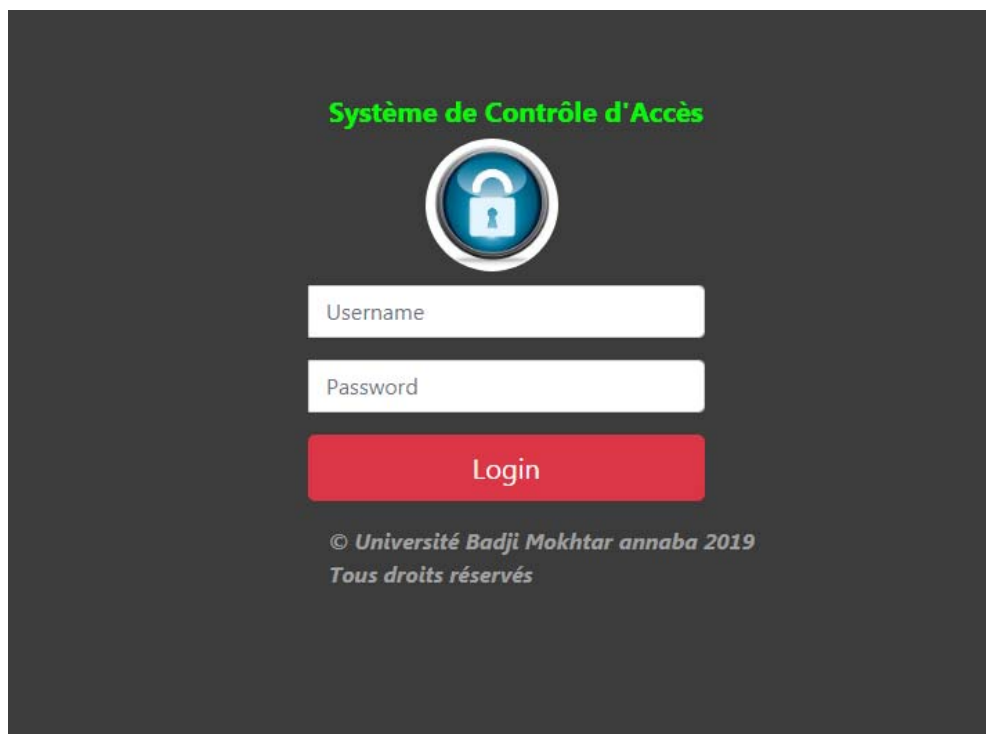 Système de Contrôle d'Accès
Username
Password
Login
© Université Badji Mokhtar annaba 2019
Tous droits réservés